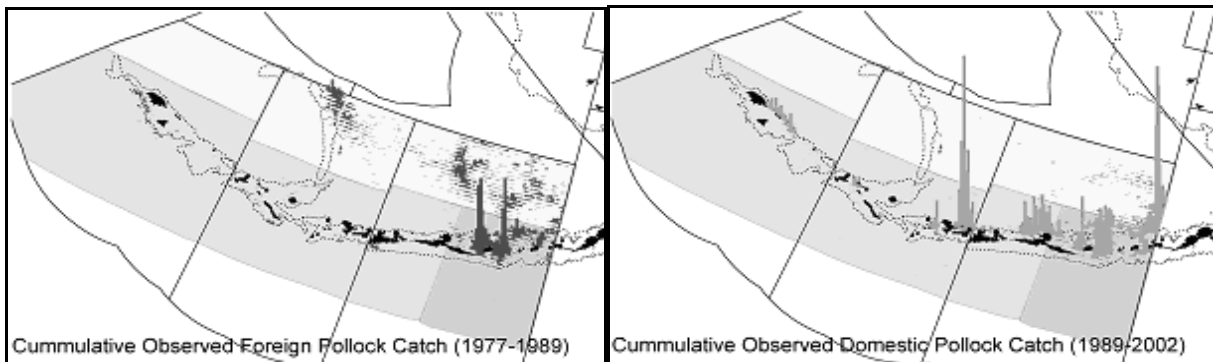 Cummulative Observed Foreign Pollock Catch (1977-1989)
Cummulative Observed Domestic Pollock Catch (1989-2002)